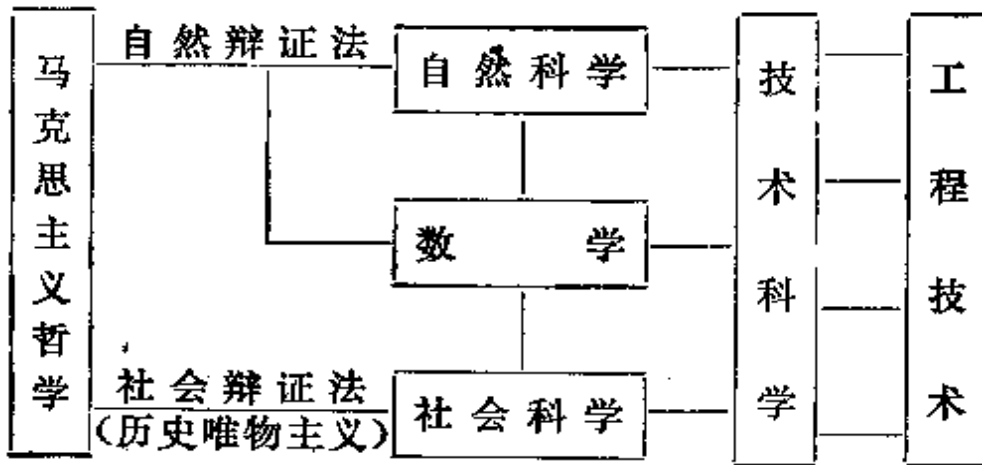 马克思主义哲学
自然辩证法
自然科学
数学
社会辩证法
(历史唯物主义)
社会科学
技术科学
工程技术